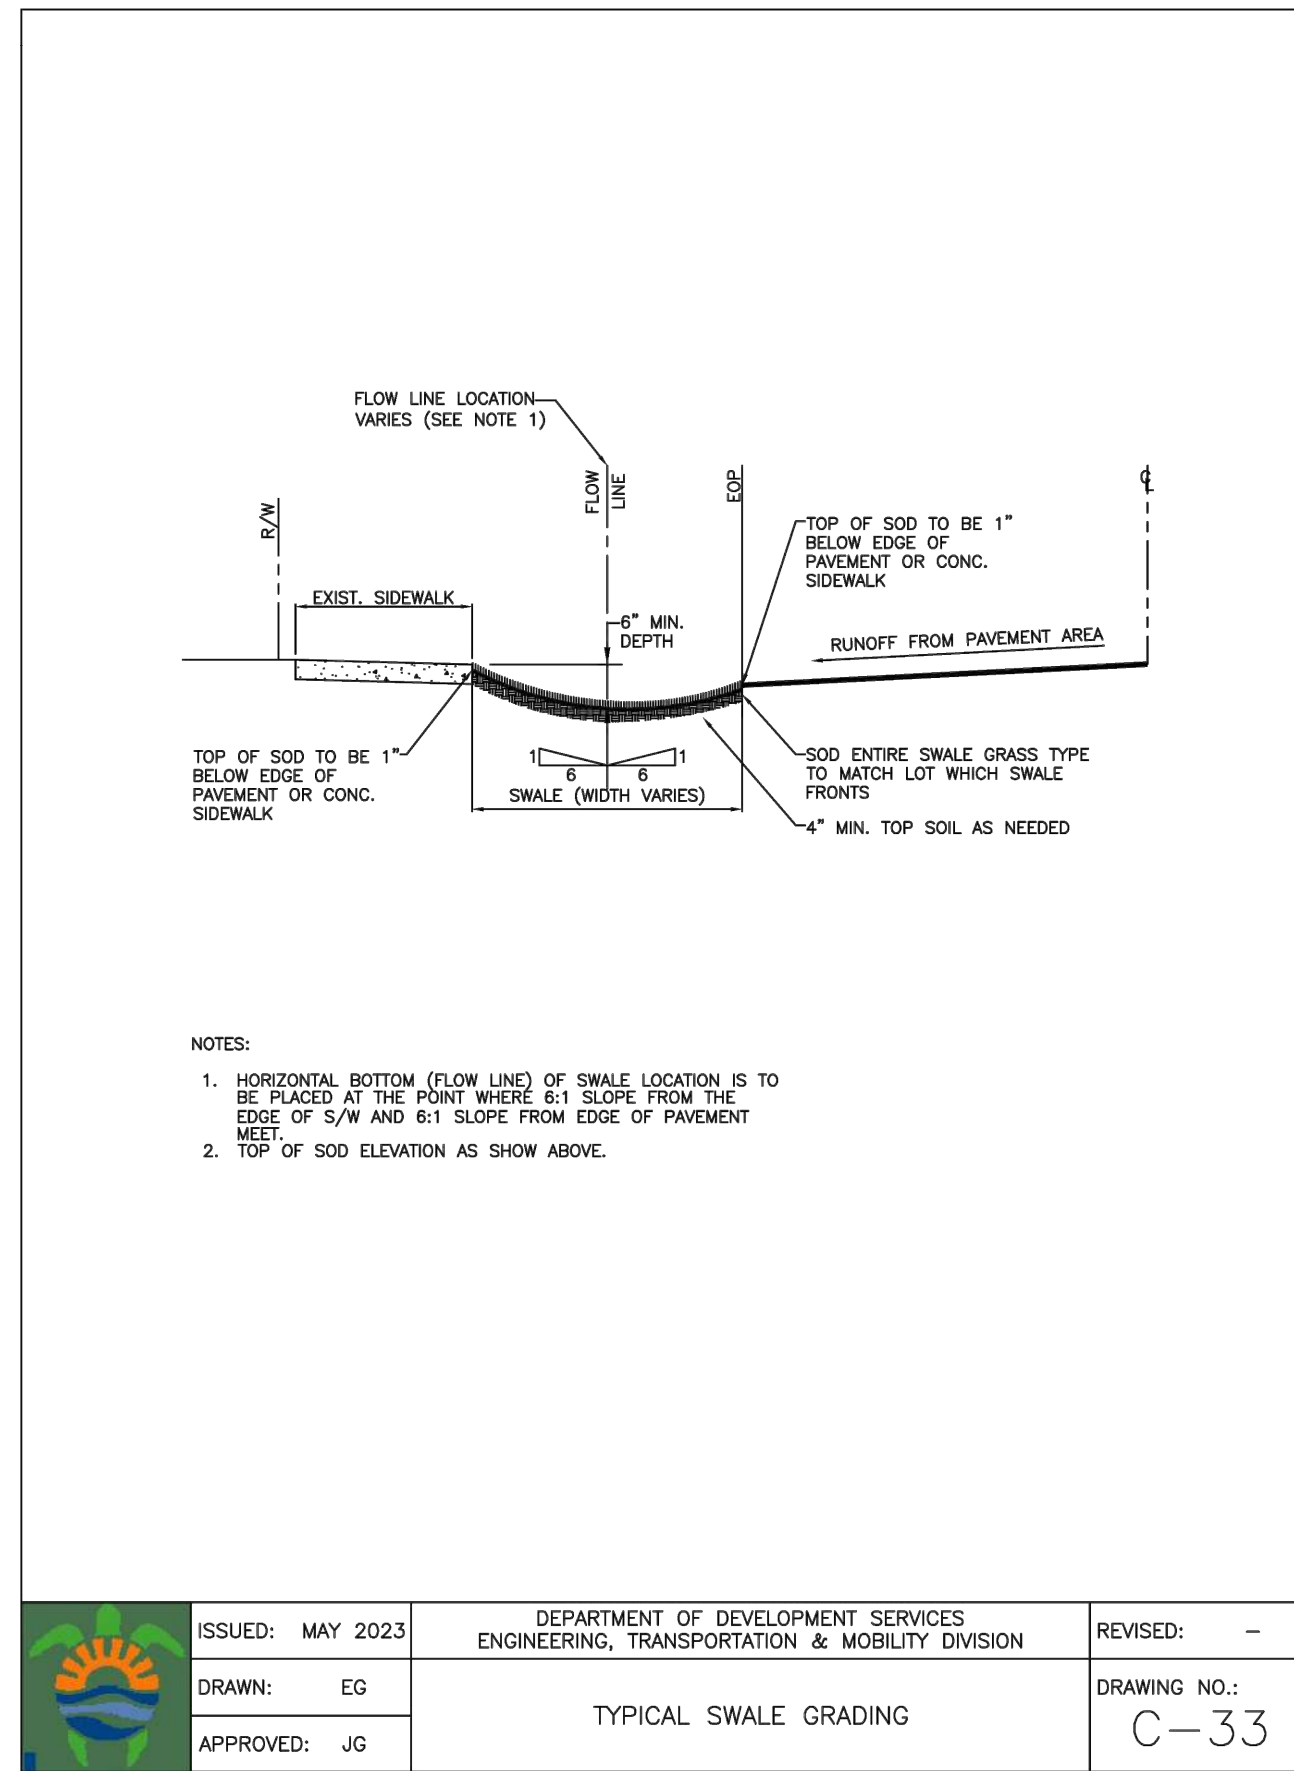 FLOW LINE LOCATION
VARIES (SEE NOTE 1)
R/W
FLOW
LINE
EOP
℄
TOP OF SOD TO BE 1"
BELOW EDGE OF
PAVEMENT OR CONC.
SIDEWALK
EXIST. SIDEWALK
6" MIN.
DEPTH
RUNOFF FROM PAVEMENT AREA
TOP OF SOD TO BE 1"
BELOW EDGE OF
PAVEMENT OR CONC.
SIDEWALK
1
6
6
1
SWALE (WIDTH VARIES)
SOD ENTIRE SWALE GRASS TYPE
TO MATCH LOT WHICH SWALE
FRONTS
4" MIN. TOP SOIL AS NEEDED
NOTES:
1. HORIZONTAL BOTTOM (FLOW LINE) OF SWALE LOCATION IS TO
BE PLACED AT THE POINT WHERE 6:1 SLOPE FROM THE
EDGE OF S/W AND 6:1 SLOPE FROM EDGE OF PAVEMENT
MEET.
2. TOP OF SOD ELEVATION AS SHOW ABOVE.
ISSUED: MAY 2023
DRAWN: EG
APPROVED: JG
DEPARTMENT OF DEVELOPMENT SERVICES
ENGINEERING, TRANSPORTATION & MOBILITY DIVISION
TYPICAL SWALE GRADING
REVISED: –
DRAWING NO.:
C–33